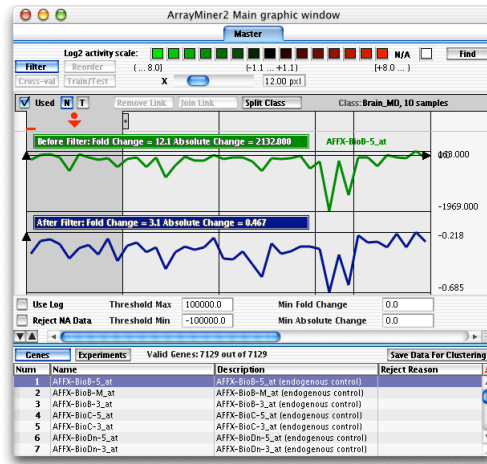 ArrayMiner2 Main graphic window
Master
Log2 activity scale: N/A Find
Filter Reorder (... 8.0] (-1.1 ... +1.1) [+8.0 ... )
Cross-val Train/Test X 12.00 pxl
Used N T Remove Link Join Link Split Class Class:Brain_MD, 10 samples
Before Filter: Fold Change = 12.1 Absolute Change = 2132.000 AFFX-BioB-5_at
-1969.000
After Filter: Fold Change = 3.1 Absolute Change = 0.467
-0.218
-0.685
Use Log Threshold Max 100000.0 Min Fold Change 0.0
Reject NA Data Threshold Min -100000.0 Min Absolute Change 0.0
Genes Experiments Valid Genes: 7129 out of 7129 Save Data For Clustering
Num Name Description Reject Reason
1 AFFX-BioB-5_at AFFX-BioB-5_at (endogenous control)
2 AFFX-BioB-M_at AFFX-BioB-M_at (endogenous control)
3 AFFX-BioB-3_at AFFX-BioB-3_at (endogenous control)
4 AFFX-BioC-5_at AFFX-BioC-5_at (endogenous control)
5 AFFX-BioC-3_at AFFX-BioC-3_at (endogenous control)
6 AFFX-BioDn-5_at AFFX-BioDn-5_at (endogenous control)
7 AFFX-BioDn-3_at AFFX-BioDn-3_at (endogenous control)